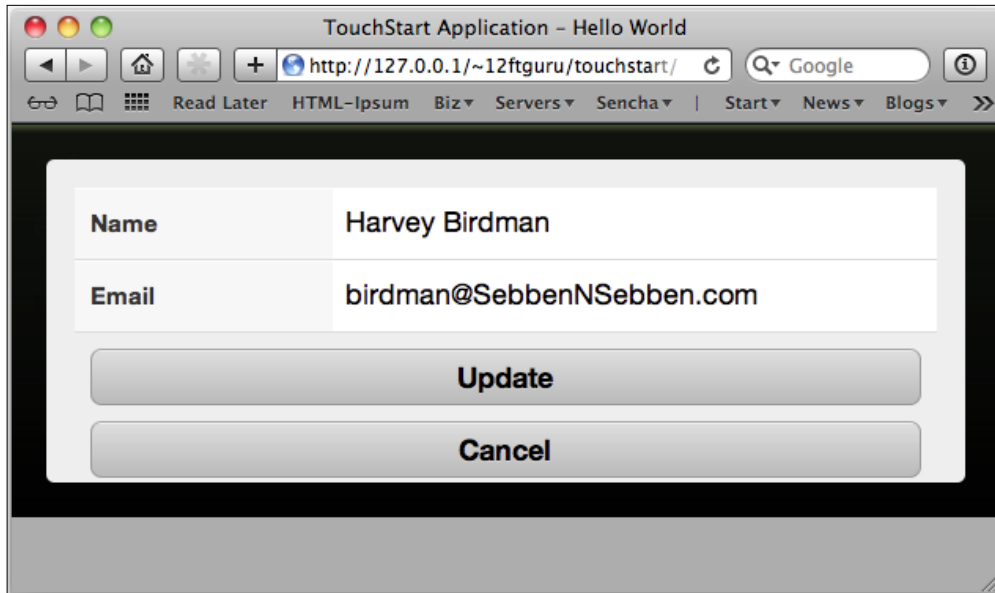 TouchStart Application – Hello World
http://127.0.0.1/~12ftguru/touchstart/ Google
Read Later HTML-Ipsum Biz Servers Sencha | Start News Blogs
Name Harvey Birdman
Email birdman@SebbenNSebben.com
Update
Cancel